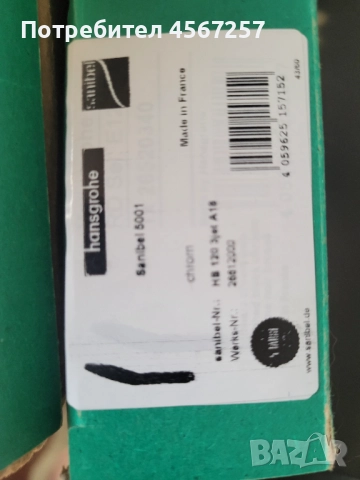 Потребител 4567257
sanibel
hansgrohe
Made in France
Sanibel 5001
chrom
sanibel-Nr.: HB 120 3jet A18
Werks-Nr.
4 059625 157152
www.sanibel.de
BAZAR